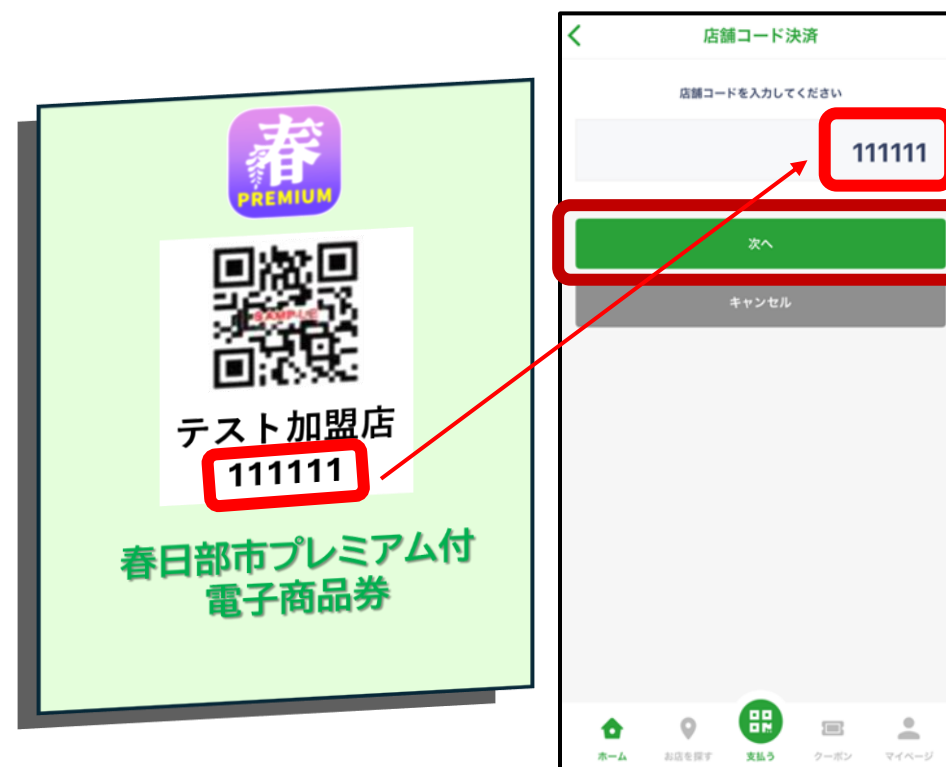 春
PREMIUM
SAMPLE
テスト加盟店
111111
春日部市プレミアム付
電子商品券
店舗コード決済
店舗コードを入力してください
111111
次へ
キャンセル
ホーム
お店を探す
支払う
クーポン
マイページ